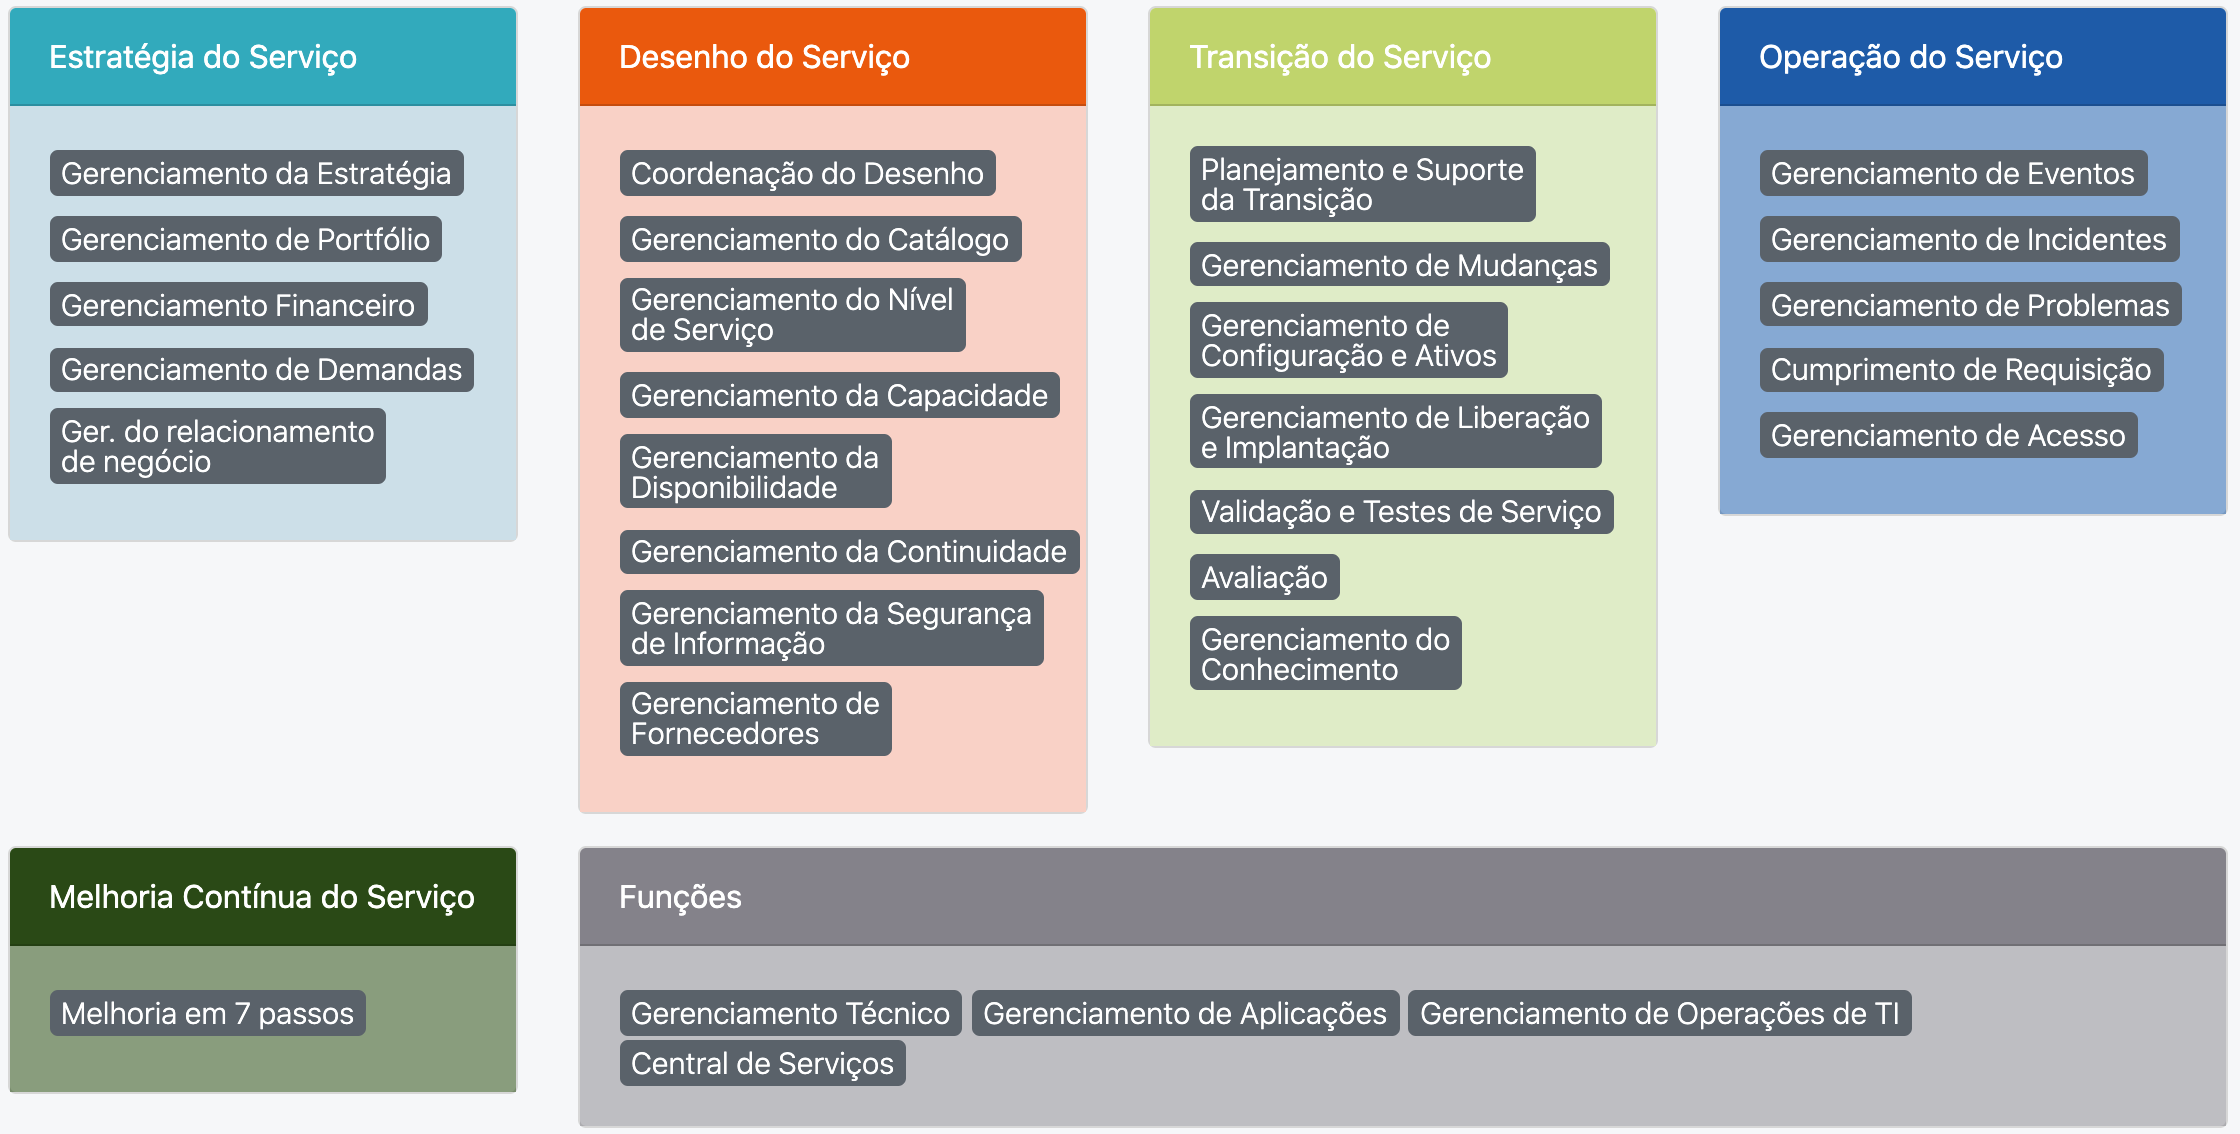 Estratégia do Serviço
Gerenciamento da Estratégia
Gerenciamento de Portfólio
Gerenciamento Financeiro
Gerenciamento de Demandas
Ger. do relacionamento
de negócio
Desenho do Serviço
Coordenação do Desenho
Gerenciamento do Catálogo
Gerenciamento do Nível
de Serviço
Gerenciamento da Capacidade
Gerenciamento da
Disponibilidade
Gerenciamento da Continuidade
Gerenciamento da Segurança
de Informação
Gerenciamento de
Fornecedores
Transição do Serviço
Planejamento e Suporte
da Transição
Gerenciamento de Mudanças
Gerenciamento de
Configuração e Ativos
Gerenciamento de Liberação
e Implantação
Validação e Testes de Serviço
Avaliação
Gerenciamento do
Conhecimento
Operação do Serviço
Gerenciamento de Eventos
Gerenciamento de Incidentes
Gerenciamento de Problemas
Cumprimento de Requisição
Gerenciamento de Acesso
Melhoria Contínua do Serviço
Melhoria em 7 passos
Funções
Gerenciamento Técnico Gerenciamento de Aplicações Gerenciamento de Operações de TI
Central de Serviços